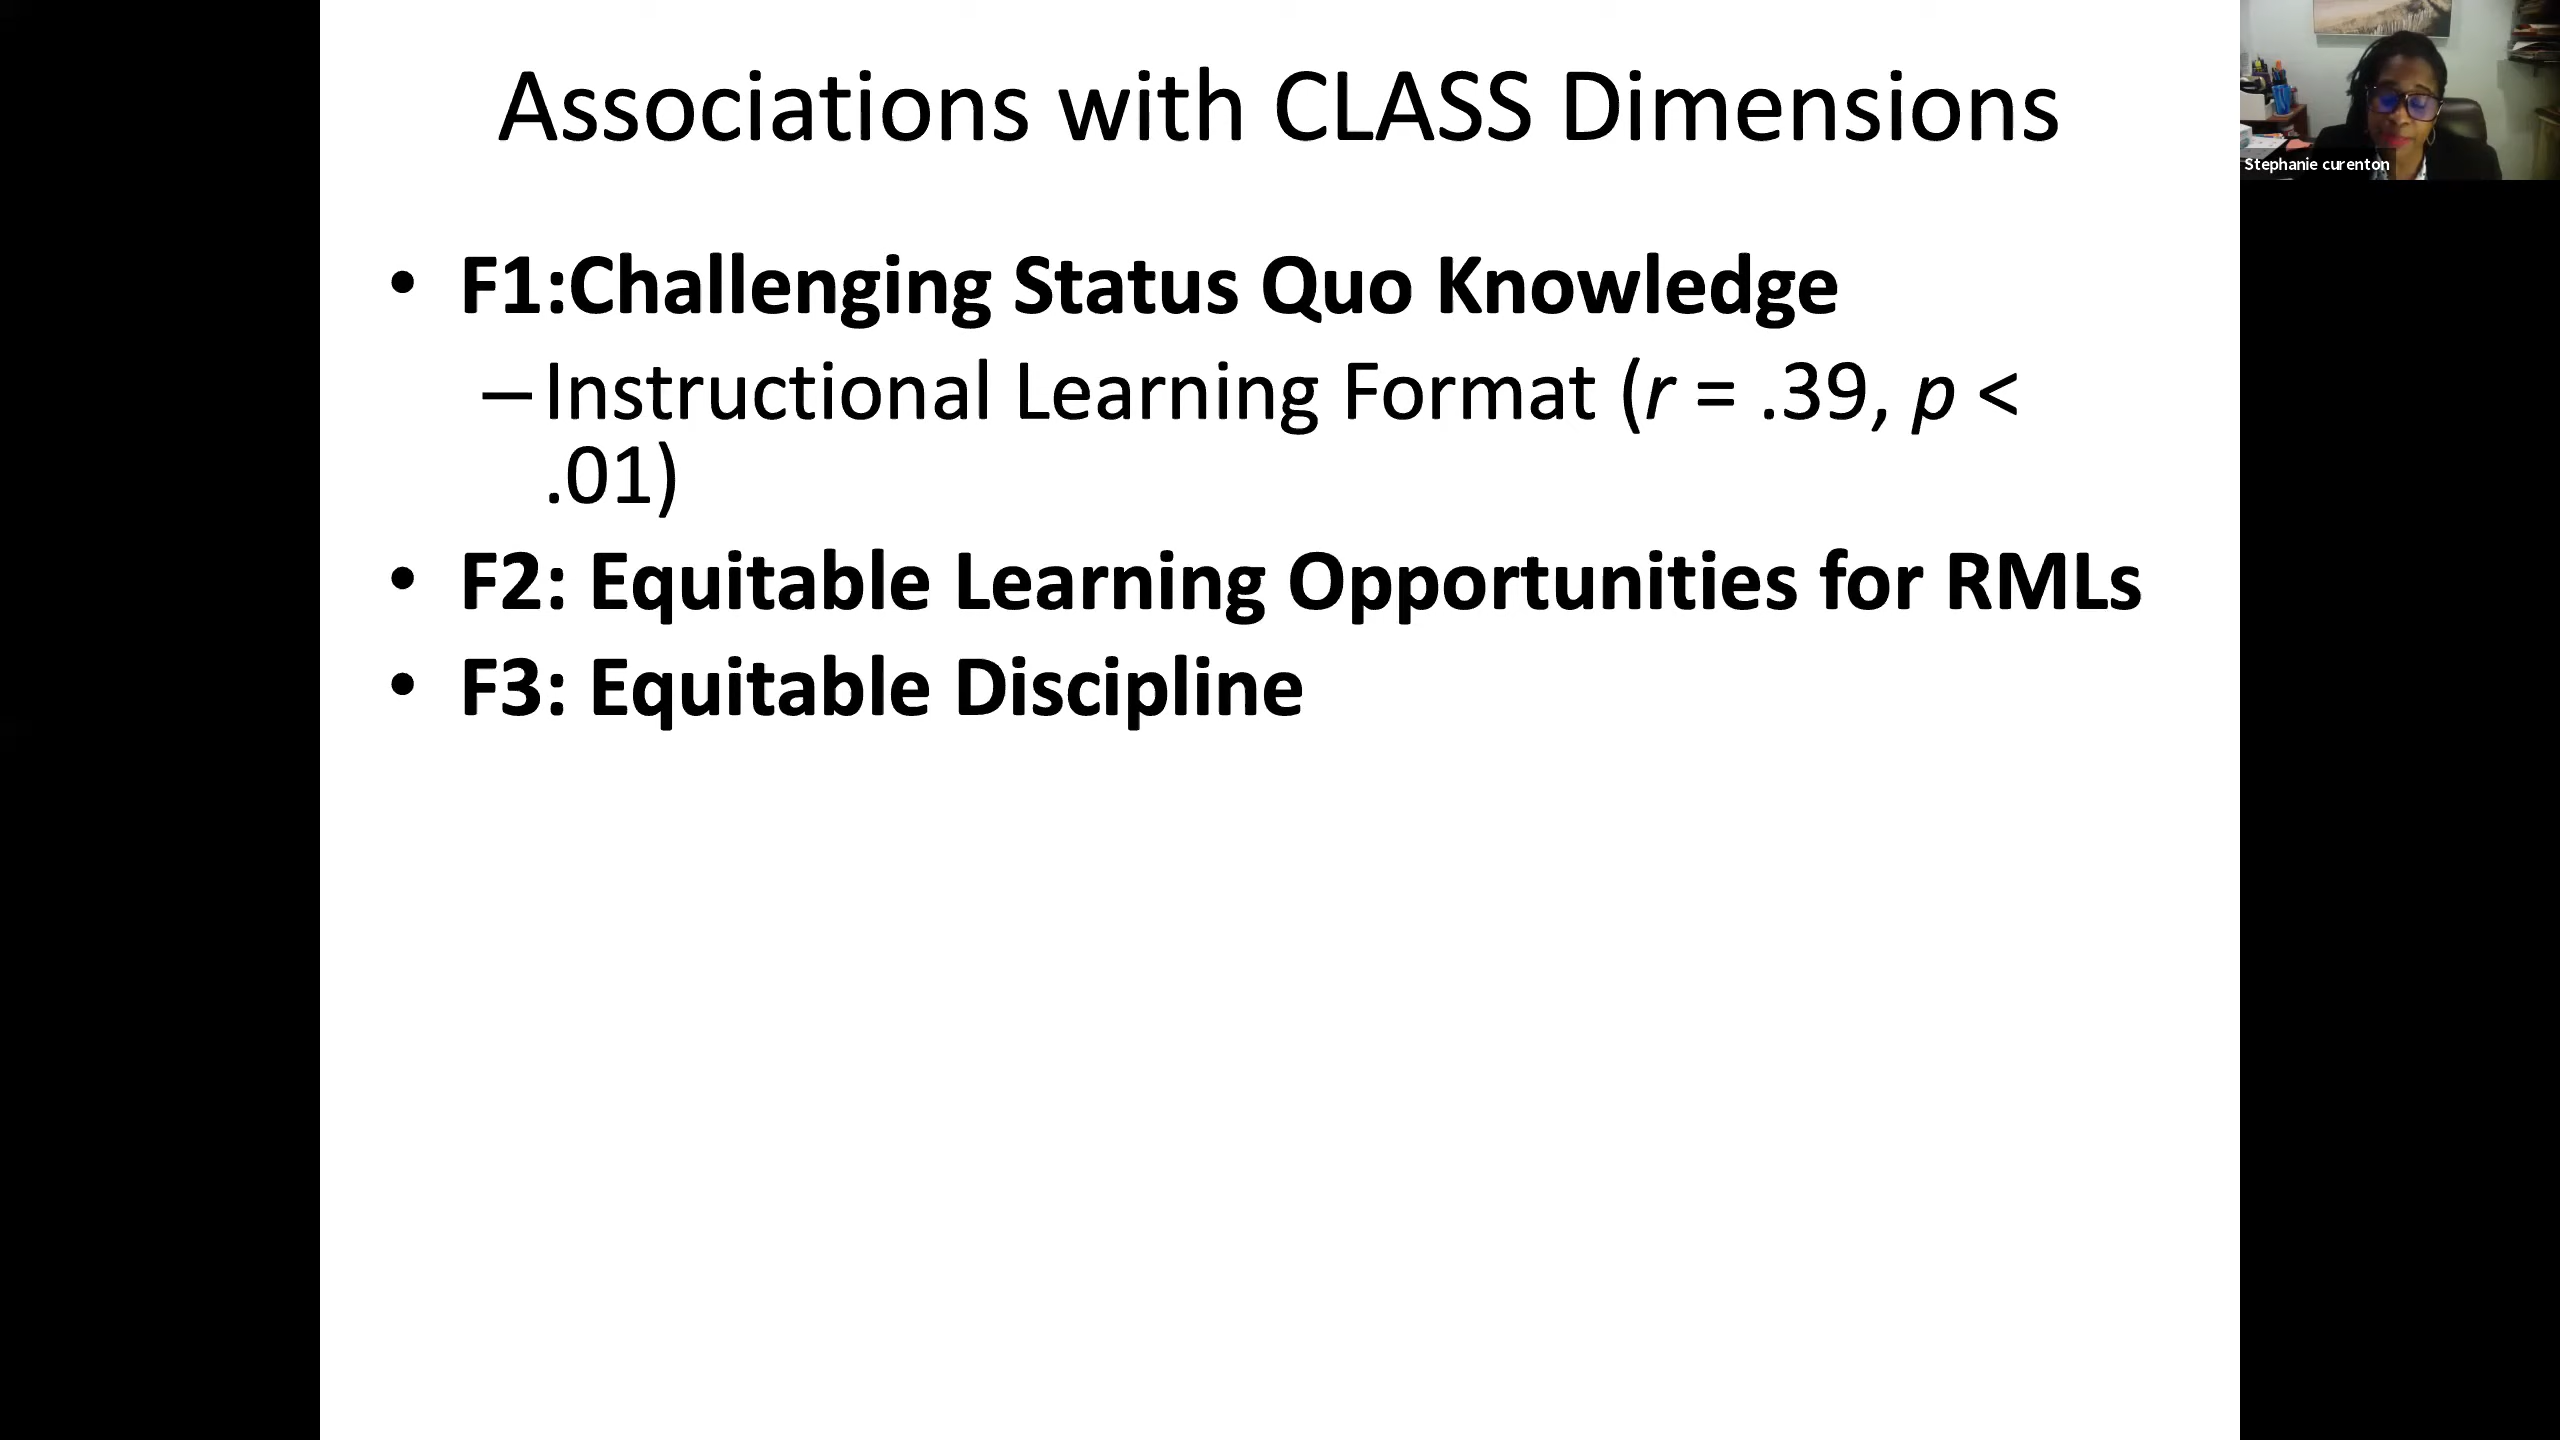 Associations with CLASS Dimensions
Stephanie curenton
• F1:Challenging Status Quo Knowledge
– Instructional Learning Format (r = .39, p <
.01)
• F2: Equitable Learning Opportunities for RMLs
• F3: Equitable Discipline